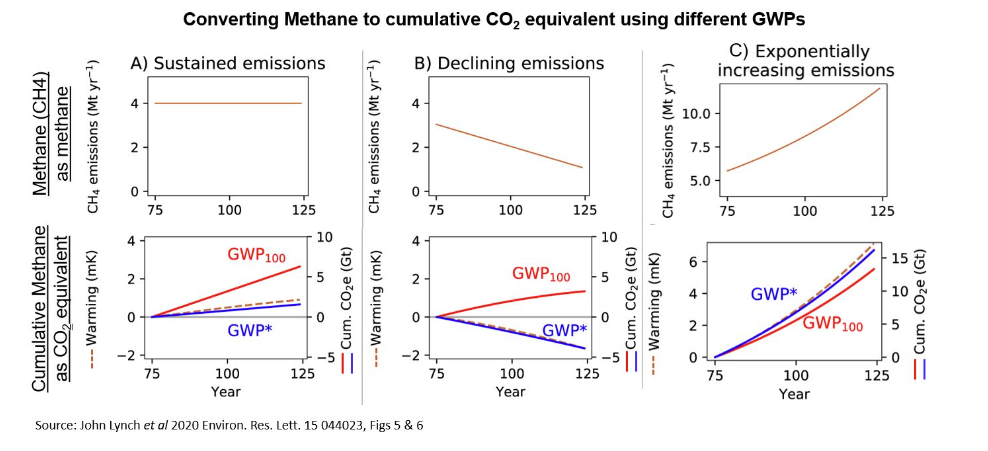 Converting Methane to cumulative CO₂ equivalent using different GWPs
Methane (CH4)
as methane
A) Sustained emissions
CH₄ emissions (Mt yr⁻¹)
4
2
0
75 100 125
B) Declining emissions
CH₄ emissions (Mt yr⁻¹)
4
2
0
75 100 125
C) Exponentially
increasing emissions
CH₄ emissions (Mt yr⁻¹)
10.0
7.5
5.0
75 100 125
Cumulative Methane
as CO₂ equivalent
Warming (mK)
4
2
0
−2
GWP₁₀₀
GWP*
10
5
0
−5
Cum. CO₂e (Gt)
75 100 125
Year
Warming (mK)
4
2
0
−2
GWP₁₀₀
GWP*
10
5
0
−5
Cum. CO₂e (Gt)
75 100 125
Year
Warming (mK)
6
4
2
0
GWP*
GWP₁₀₀
15
10
5
0
Cum. CO₂e (Gt)
75 100 125
Year
Source: John Lynch et al 2020 Environ. Res. Lett. 15 044023, Figs 5 & 6